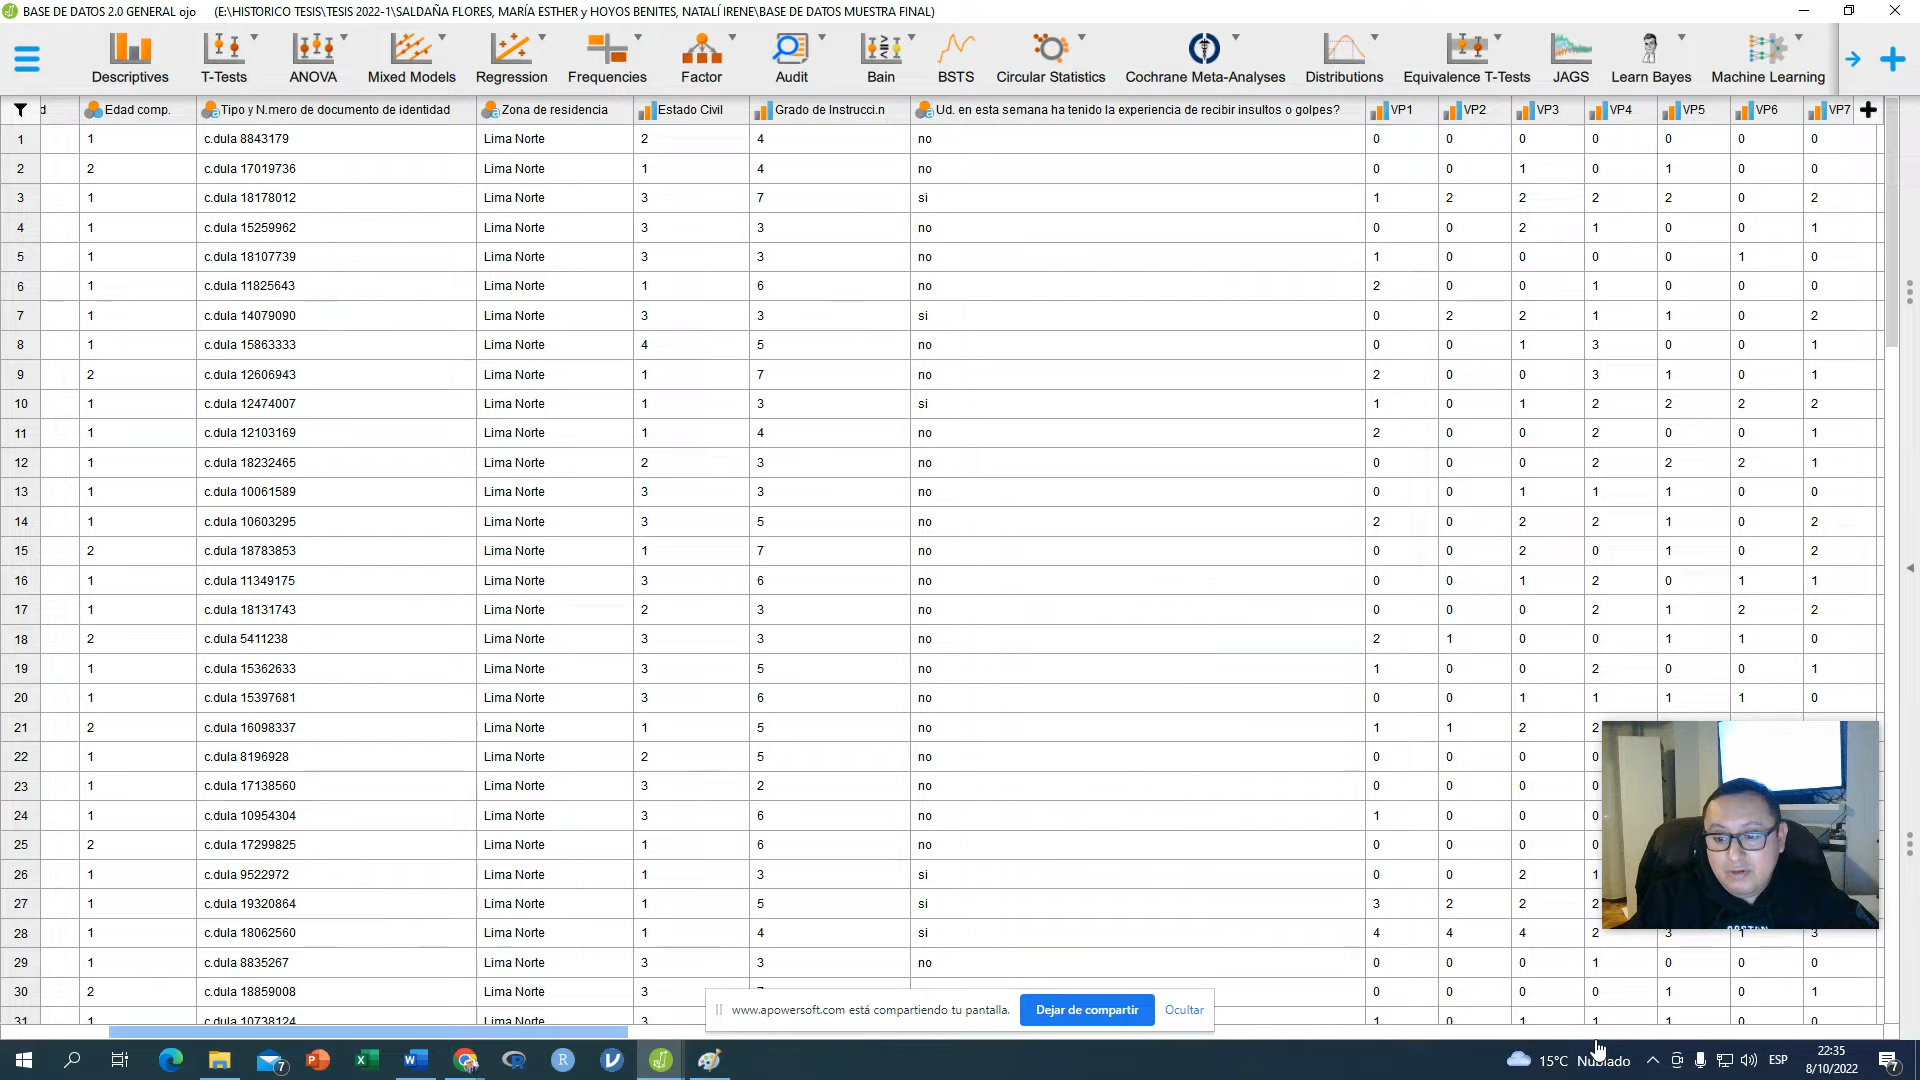 BASE DE DATOS 2.0 GENERAL ojo (E:\HISTORICO TESIS\TESIS 2022-1\SALDAÑA FLORES, MARÍA ESTHER y HOYOS BENITES, NATALÍ IRENE\BASE DE DATOS MUESTRA FINAL)
Descriptives T-Tests ANOVA Mixed Models Regression Frequencies Factor Audit Bain BSTS Circular Statistics Cochrane Meta-Analyses Distributions Equivalence T-Tests JAGS Learn Bayes Machine Learning
d Edad comp. Tipo y N.mero de documento de identidad Zona de residencia Estado Civil Grado de Instrucci.n Ud. en esta semana ha tenido la experiencia de recibir insultos o golpes? VP1 VP2 VP3 VP4 VP5 VP6 VP7
1 1 c.dula 8843179 Lima Norte 2 4 no 0 0 0 0 0 0 0
2 2 c.dula 17019736 Lima Norte 1 4 no 0 0 1 0 1 0 0
3 1 c.dula 18178012 Lima Norte 3 7 si 1 2 2 2 2 0 2
4 1 c.dula 15259962 Lima Norte 3 3 no 0 0 2 1 0 0 1
5 1 c.dula 18107739 Lima Norte 3 3 no 1 0 0 0 0 1 0
6 1 c.dula 11825643 Lima Norte 1 6 no 2 0 0 1 0 0 0
7 1 c.dula 14079090 Lima Norte 3 3 si 0 2 2 1 1 0 2
8 1 c.dula 15863333 Lima Norte 4 5 no 0 0 1 3 0 0 1
9 2 c.dula 12606943 Lima Norte 1 7 no 2 0 0 3 1 0 1
10 1 c.dula 12474007 Lima Norte 1 3 si 1 0 1 2 2 2 2
11 1 c.dula 12103169 Lima Norte 1 4 no 2 0 0 2 0 0 1
12 1 c.dula 18232465 Lima Norte 2 3 no 0 0 0 2 2 2 1
13 1 c.dula 10061589 Lima Norte 3 3 no 0 0 1 1 1 0 0
14 1 c.dula 10603295 Lima Norte 3 5 no 2 0 2 2 1 0 2
15 2 c.dula 18783853 Lima Norte 1 7 no 0 0 2 0 1 0 2
16 1 c.dula 11349175 Lima Norte 3 6 no 0 0 1 2 0 1 1
17 1 c.dula 18131743 Lima Norte 2 3 no 0 0 0 2 1 2 2
18 2 c.dula 5411238 Lima Norte 3 3 no 2 1 0 0 1 1 0
19 1 c.dula 15362633 Lima Norte 3 5 no 1 0 0 2 0 0 1
20 1 c.dula 15397681 Lima Norte 3 6 no 0 0 1 1 1 1 0
21 2 c.dula 16098337 Lima Norte 1 5 no 1 1 2 2
22 1 c.dula 8196928 Lima Norte 2 5 no 0 0 0 0
23 1 c.dula 17138560 Lima Norte 3 2 no 0 0 0 0
24 1 c.dula 10954304 Lima Norte 3 6 no 1 0 0 0
25 2 c.dula 17299825 Lima Norte 1 6 no 0 0 0 0
26 1 c.dula 9522972 Lima Norte 1 3 si 0 0 2 1
27 1 c.dula 19320864 Lima Norte 1 5 si 3 2 2 2
28 1 c.dula 18062560 Lima Norte 1 4 si 4 4 4 2 3 1 3
29 1 c.dula 8835267 Lima Norte 3 3 no 0 0 0 1 0 0 0
30 2 c.dula 18859008 Lima Norte 3 0 0 0 0 1 0 1
31 1 c.dula 10738124 Lima Norte 3 1 0 1 1 1 0 0
www.apowersoft.com está compartiendo tu pantalla. Dejar de compartir Ocultar
15°C Nublado ESP 22:35
8/10/2022
7
7